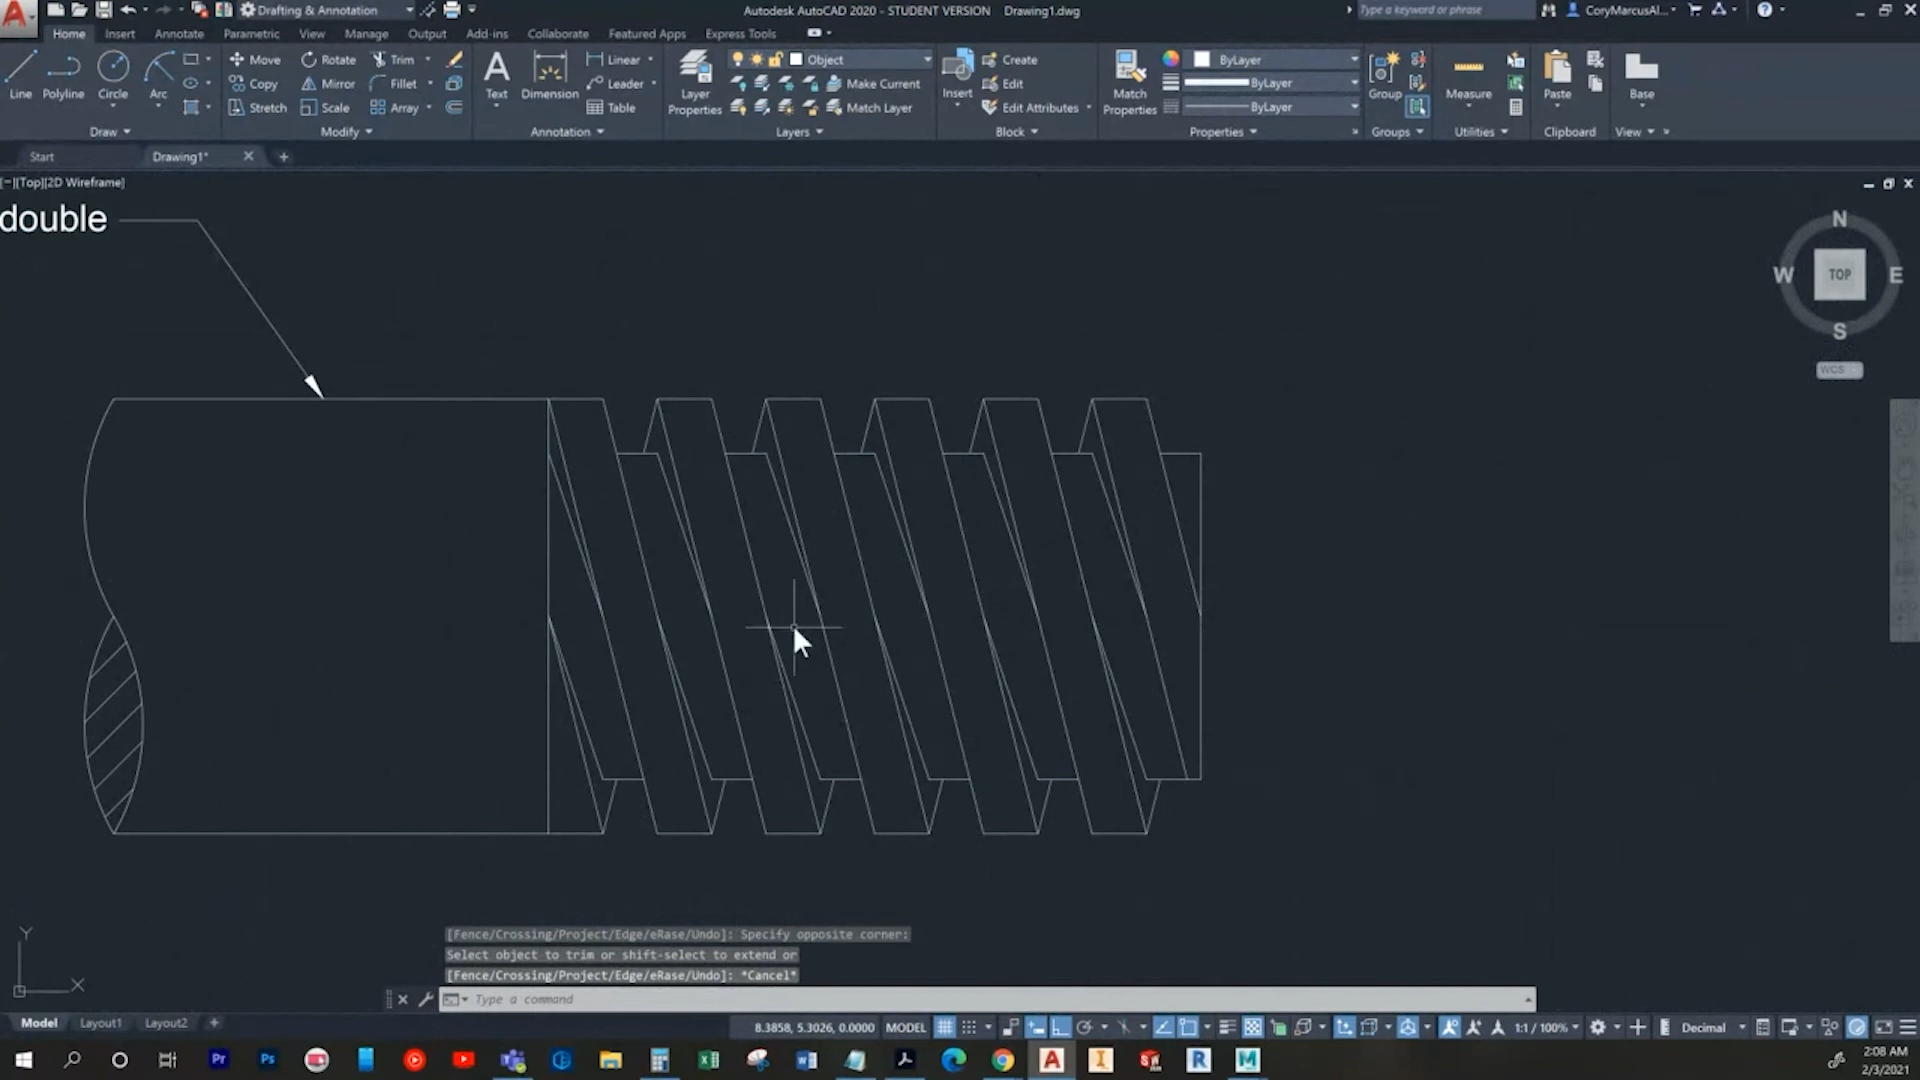 Drafting & Annotation
Autodesk AutoCAD 2020 - STUDENT VERSION Drawing1.dwg
Type a keyword or phrase
CoryMarcusAl...
Home Insert Annotate Parametric View Manage Output Add-ins Collaborate Featured Apps Express Tools
Line Polyline Circle Arc
Move Rotate Trim
Copy Mirror Fillet
Stretch Scale Array
Text Dimension
Linear
Leader
Table
Layer Properties
Object
Make Current
Match Layer
Insert
Create
Edit
Edit Attributes
Match Properties
ByLayer
ByLayer
ByLayer
Group
Measure
Paste
Base
Draw Modify Annotation Layers Block Properties Groups Utilities Clipboard View
Start Drawing1*
[−][Top][2D Wireframe]
double
N
W TOP E
S
WCS
Y
X
[Fence/Crossing/Project/Edge/eRase/Undo]: Specify opposite corner:
Select object to trim or shift-select to extend or
[Fence/Crossing/Project/Edge/eRase/Undo]: *Cancel*
Type a command
Model Layout1 Layout2
8.3858, 5.3026, 0.0000 MODEL
1:1 / 100%
Decimal
Pr Ps
2:08 AM
2/3/2021